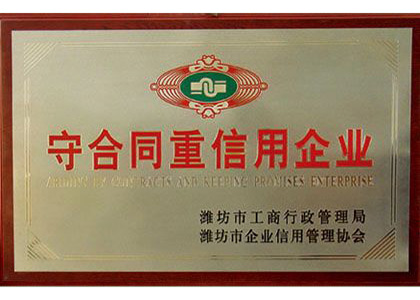 守合同重信用企业
ABIDING BY CONTRACTS AND KEEPING PROMISES ENTERPRISE
潍坊市工商行政管理局
潍坊市企业信用管理协会